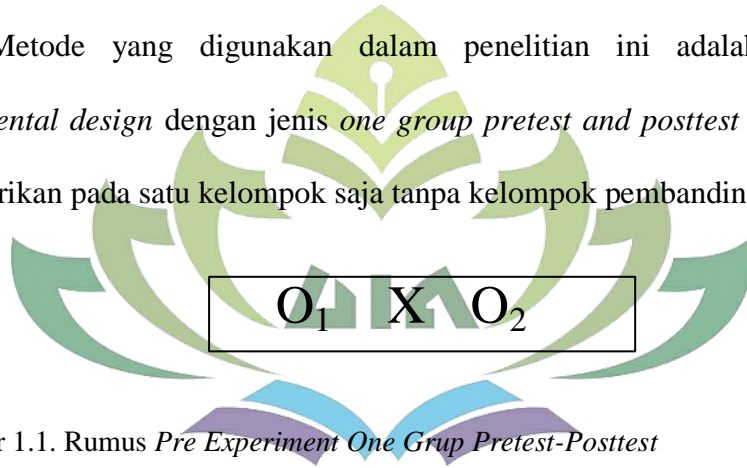 Metode yang digunakan dalam penelitian ini adalah
ental design dengan jenis one group pretest and posttest
rikan pada satu kelompok saja tanpa kelompok pembandin
O₁ X O₂
r 1.1. Rumus Pre Experiment One Grup Pretest-Posttest